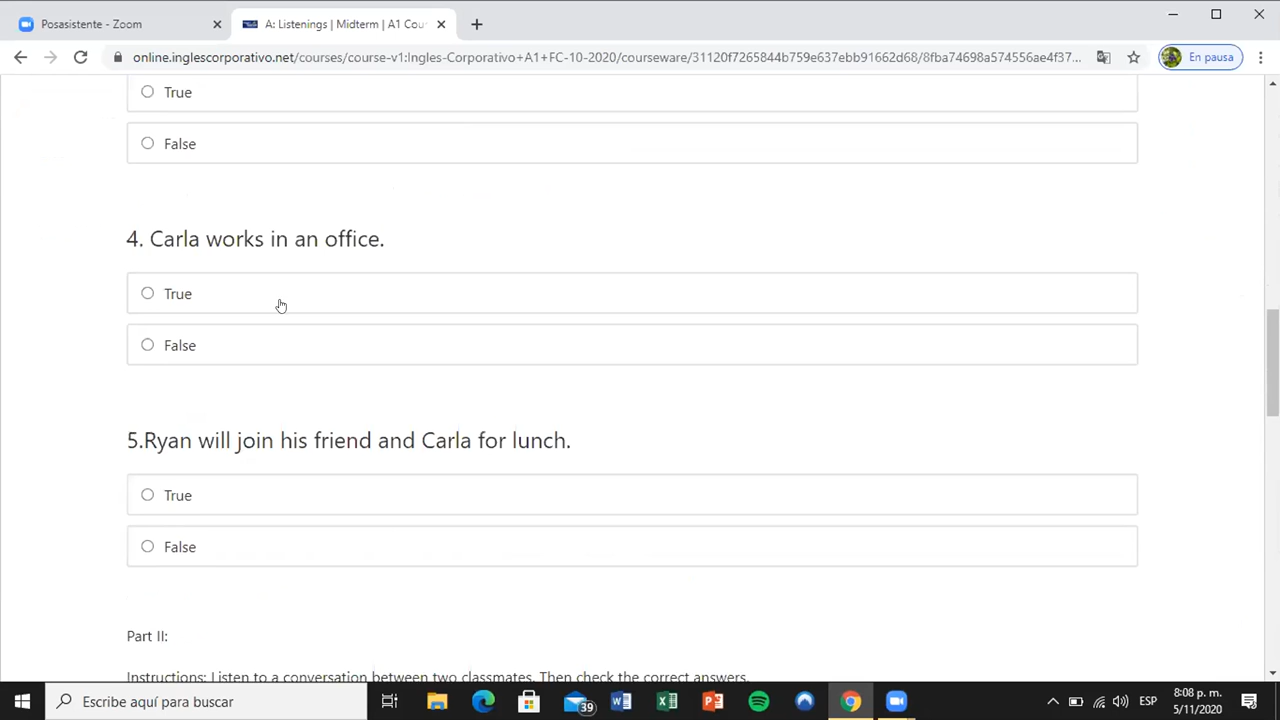 Posasistente - Zoom
A: Listenings | Midterm | A1 Cou
online.inglescorporativo.net/courses/course-v1:Ingles-Corporativo+A1+FC-10-2020/courseware/31120f7265844b759e637ebb91662d68/8fba74698a574556ae4f37...
En pausa
True
False
4. Carla works in an office.
True
False
5.Ryan will join his friend and Carla for lunch.
True
False
Part II:
Instructions: Listen to a conversation between two classmates. Then check the correct answers.
Escribe aquí para buscar
39
ESP
8:08 p. m.
5/11/2020